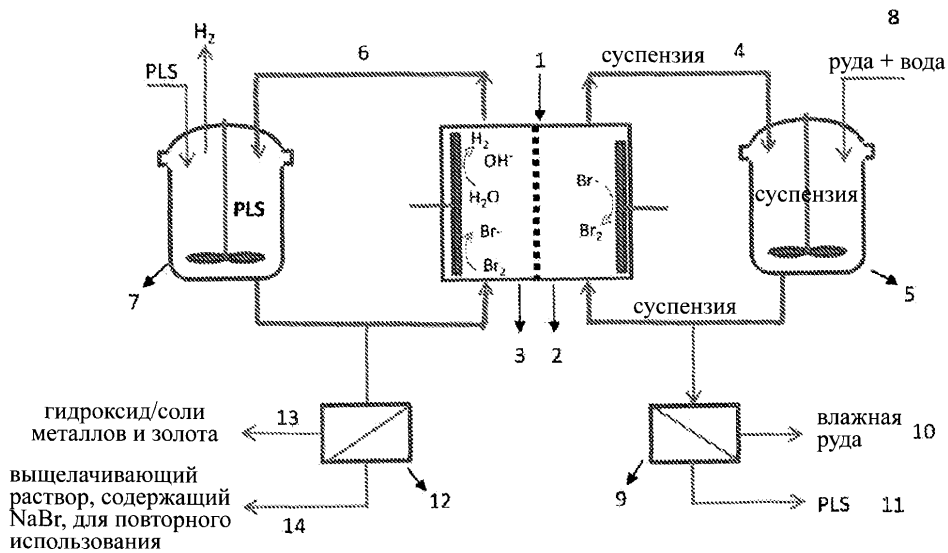 H₂
PLS
6
1
суспензия
4
8
руда + вода
PLS
H₂
OH⁻
H₂O
Br-
Br₂
Br-
Br₂
суспензия
7
5
3
2
суспензия
гидроксид/соли
металлов и золота
13
12
выщелачивающий
раствор, содержащий
NaBr, для повторного
использования
14
9
влажная
руда
10
PLS
11